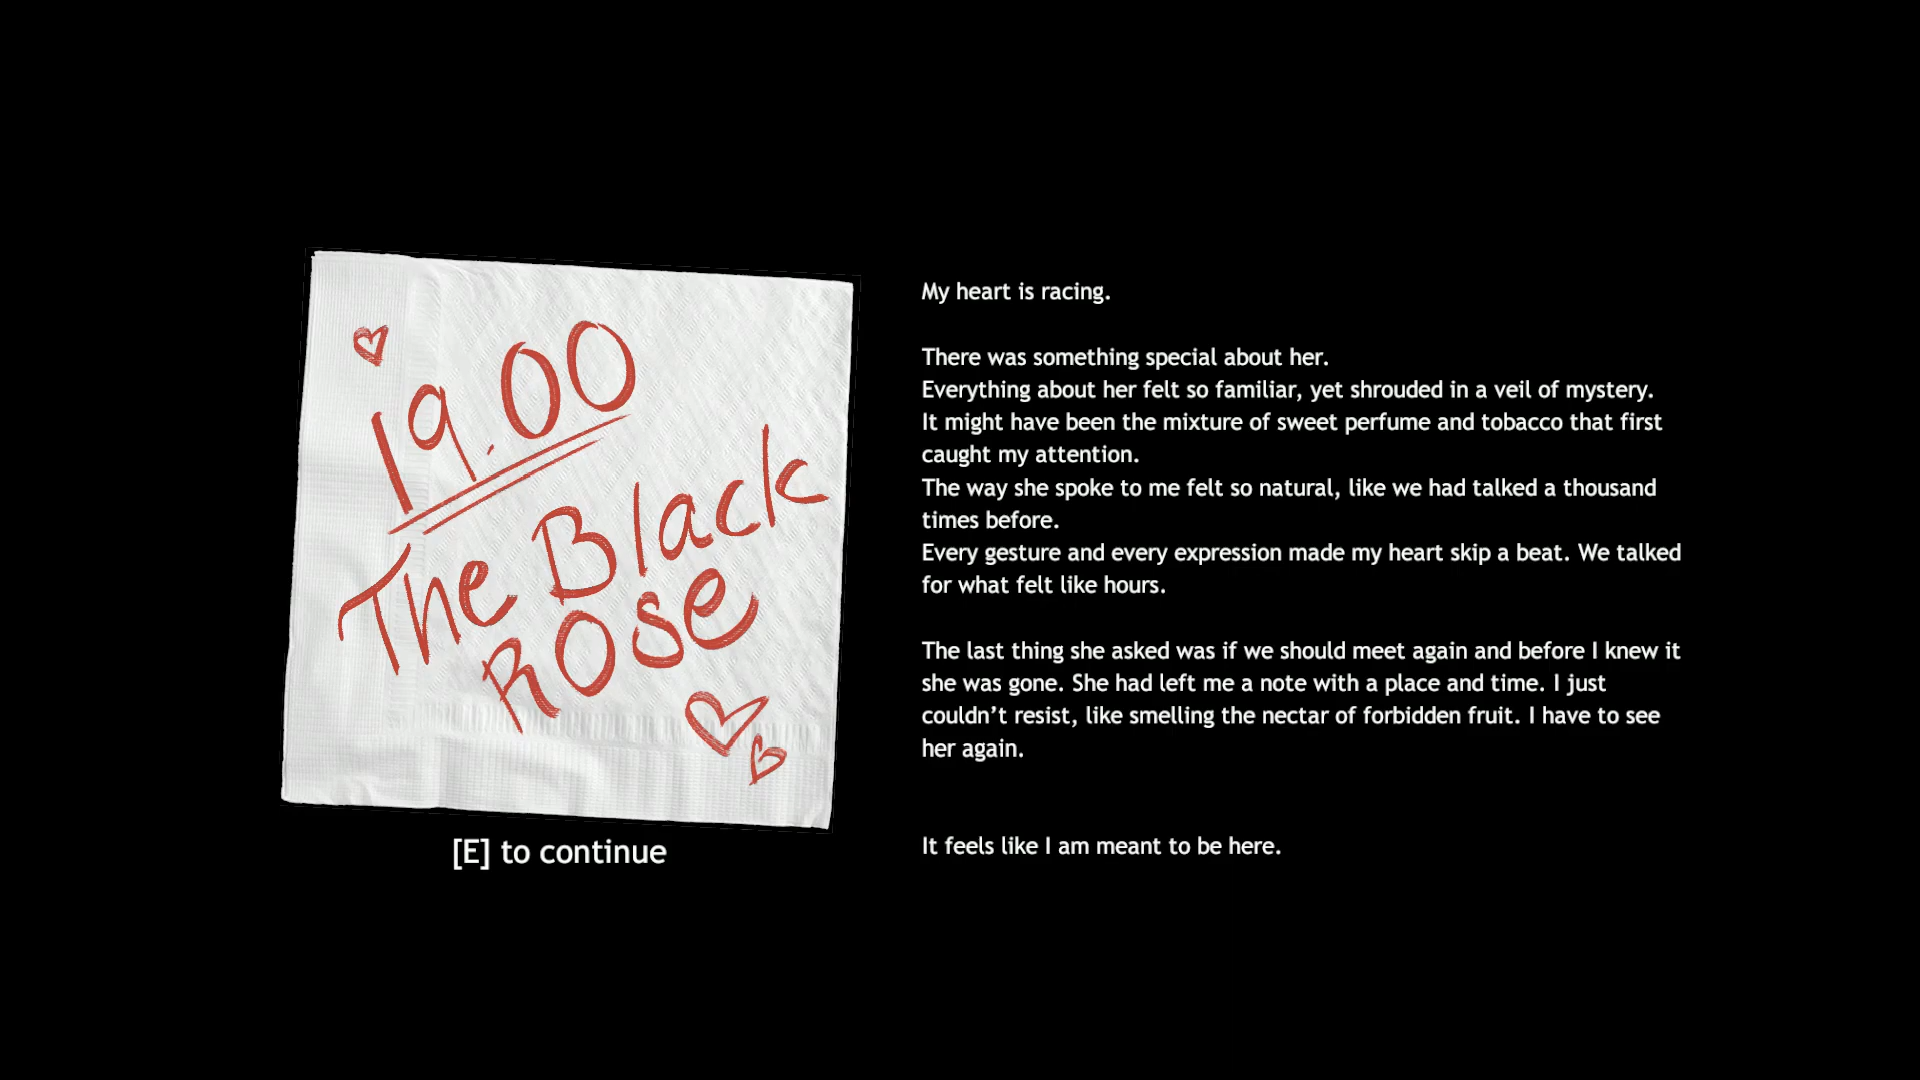 19.00
The Black
Rose
[E] to continue
My heart is racing.
There was something special about her.
Everything about her felt so familiar, yet shrouded in a veil of mystery.
It might have been the mixture of sweet perfume and tobacco that first
caught my attention.
The way she spoke to me felt so natural, like we had talked a thousand
times before.
Every gesture and every expression made my heart skip a beat. We talked
for what felt like hours.
The last thing she asked was if we should meet again and before I knew it
she was gone. She had left me a note with a place and time. I just
couldn’t resist, like smelling the nectar of forbidden fruit. I have to see
her again.
It feels like I am meant to be here.